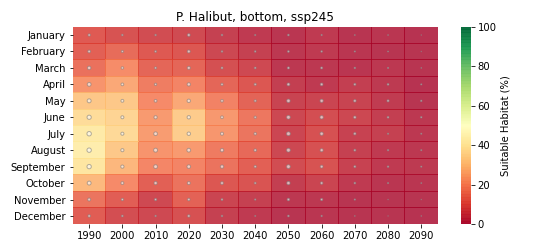 P. Halibut, bottom, ssp245
January
February
March
April
May
June
July
August
September
October
November
December
1990 2000 2010 2020 2030 2040 2050 2060 2070 2080 2090
100
80
60
40
20
0
Suitable Habitat (%)